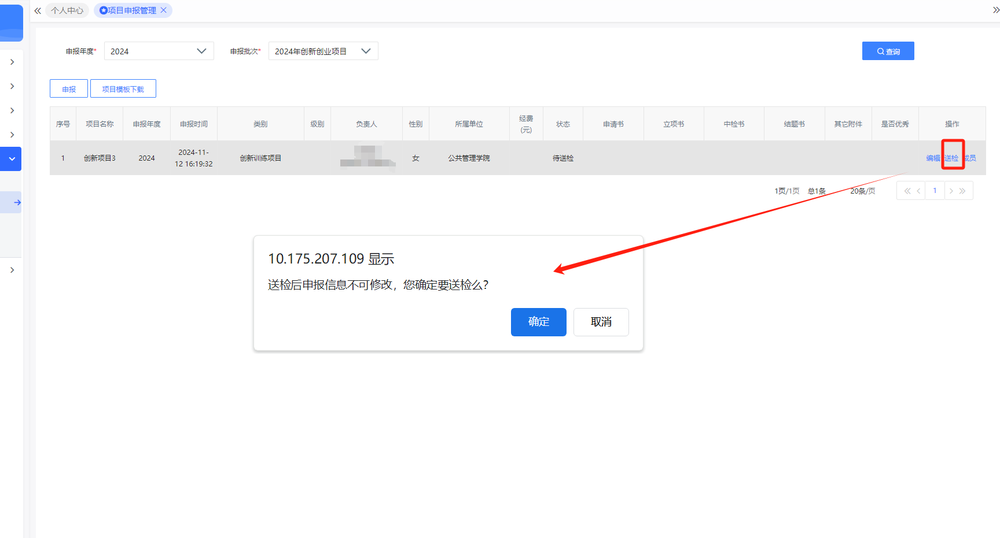 个人中心 项目申报管理
申报年度* 2024 申报批次* 2024年创新创业项目 查询
申报 项目模板下载
序号 项目名称 申报年度 申报时间 类别 级别 负责人 性别 所属单位 经费(元) 状态 申请书 立项书 中检书 结题书 其它附件 是否优秀 操作
1 创新项目3 2024 2024-11-12 16:19:32 创新训练项目 女 公共管理学院 待送检 编辑 送检 成员
1页/1页 总1条 20条/页 1
10.175.207.109 显示
送检后申报信息不可修改，您确定要送检么？
确定 取消